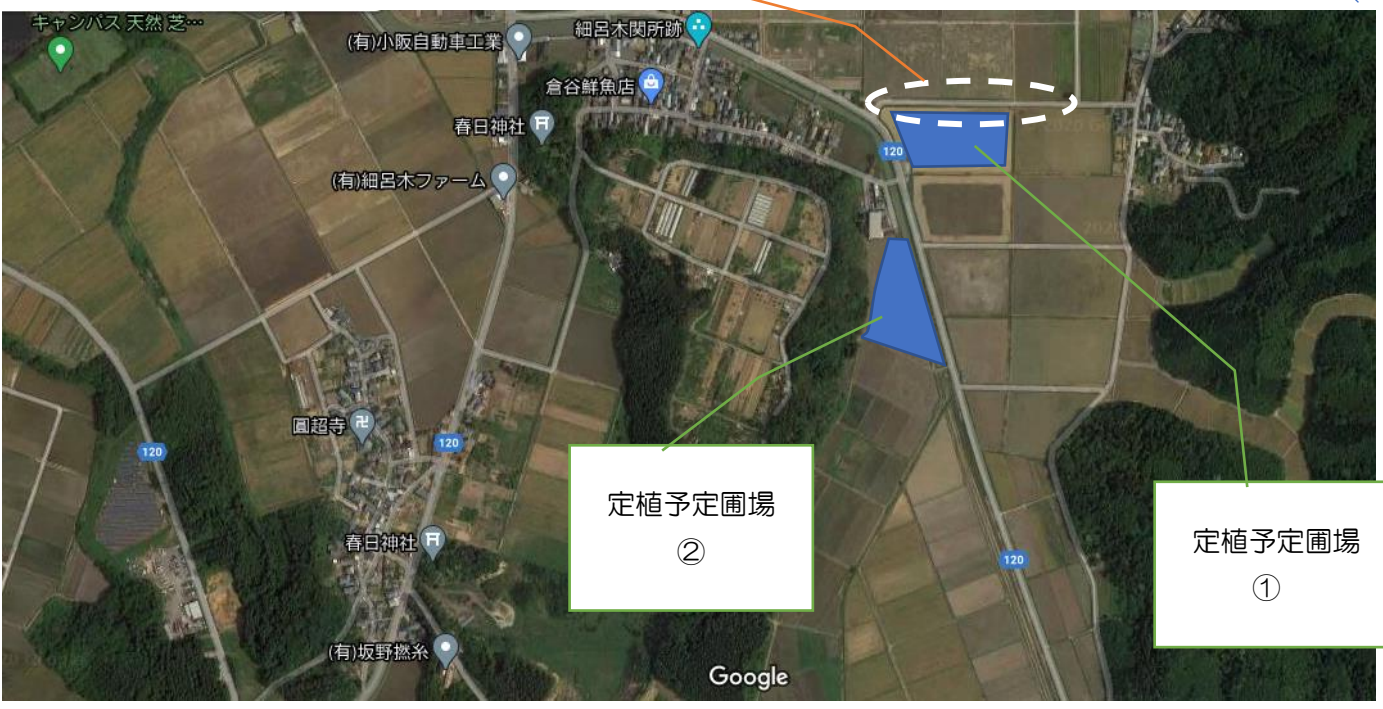 キャンパス 天然 芝…
(有)小阪自動車工業
細呂木関所跡
倉谷鮮魚店
春日神社
120
(有)細呂木ファーム
圓超寺
120
120
定植予定圃場
②
定植予定圃場
①
春日神社
120
(有)坂野撚糸
Google